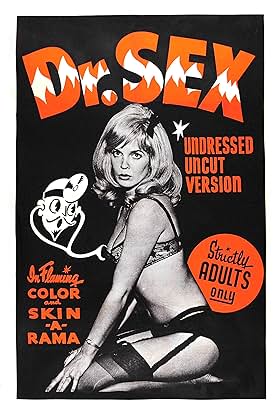 Dr. SEX
*UNDRESSED
UNCUT
VERSION
In Flaming
COLOR
and
SKIN
-A-
RAMA
Strictly
ADULTS
ONLY